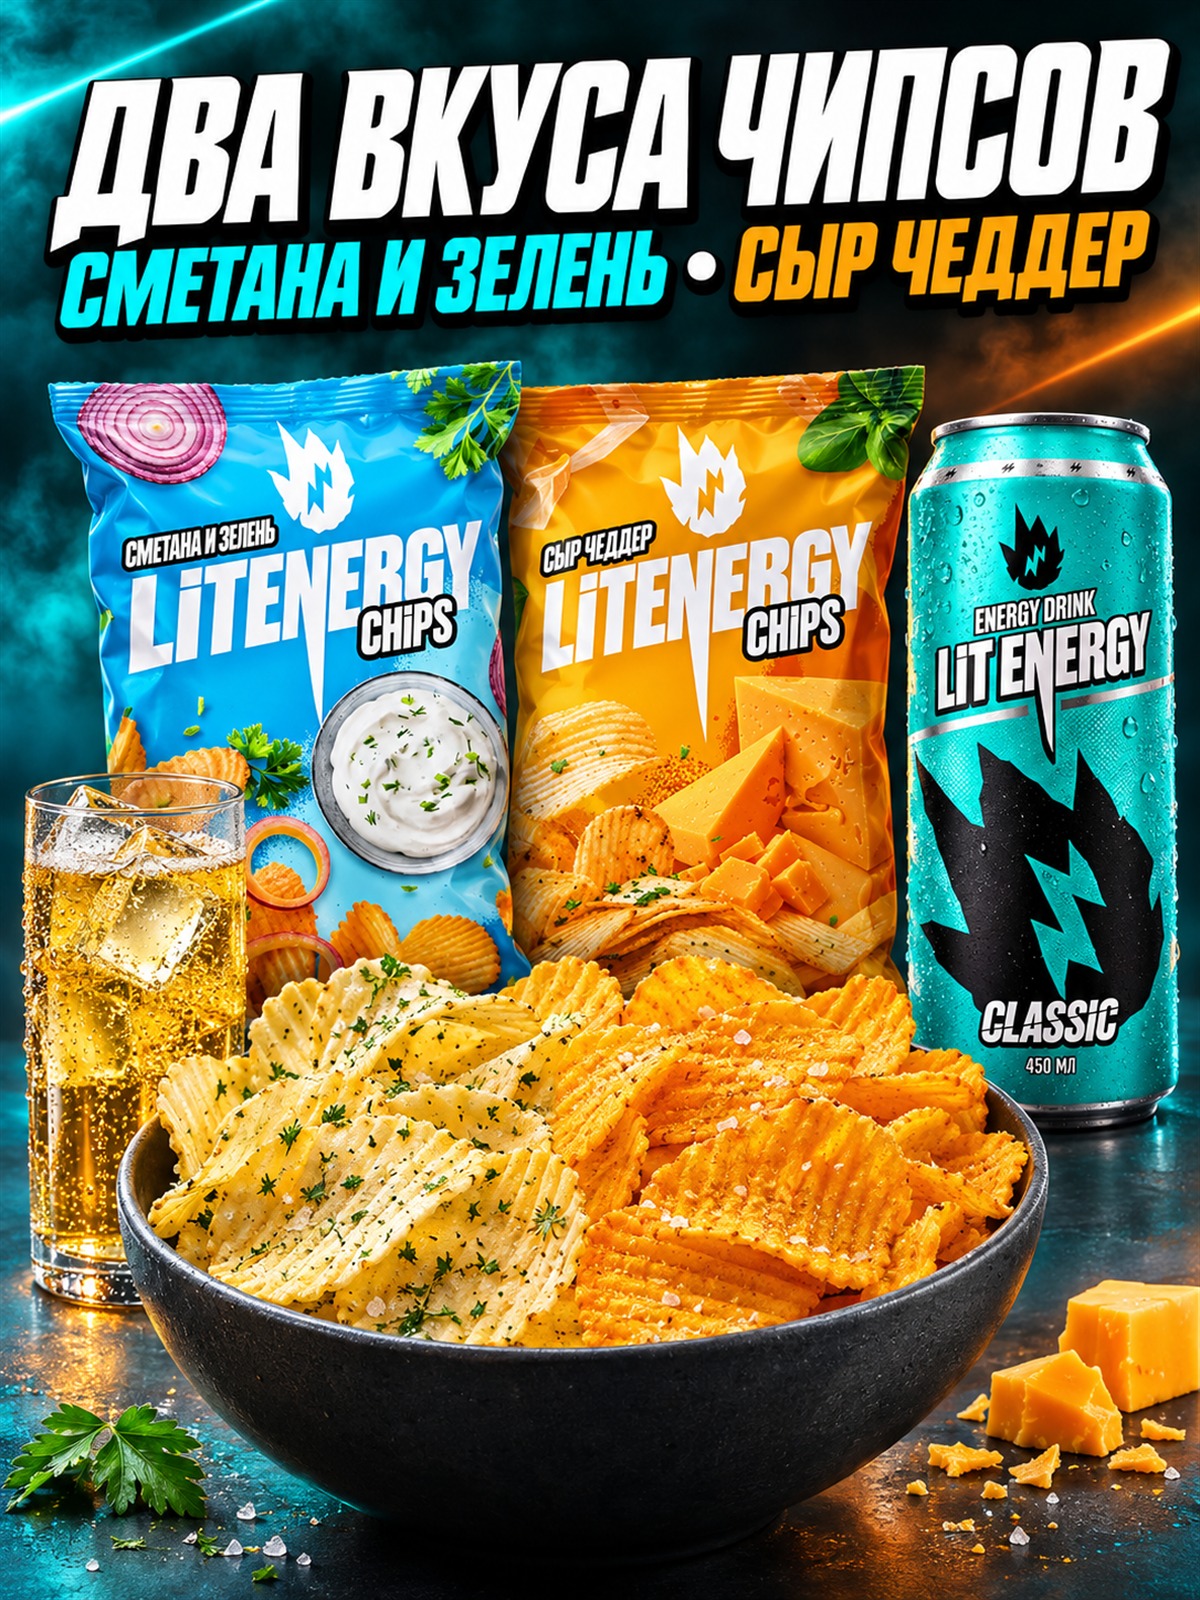 ДВА ВКУСА ЧИПСОВ
СМЕТАНА И ЗЕЛЕНЬ • СЫР ЧЕДДЕР
СМЕТАНА И ЗЕЛЕНЬ
LiTENERGY
CHiPS
СЫР ЧЕДДЕР
LiTENERGY
CHiPS
ENERGY DRINK
LiT ENERGY
CLASSIC
450 МЛ